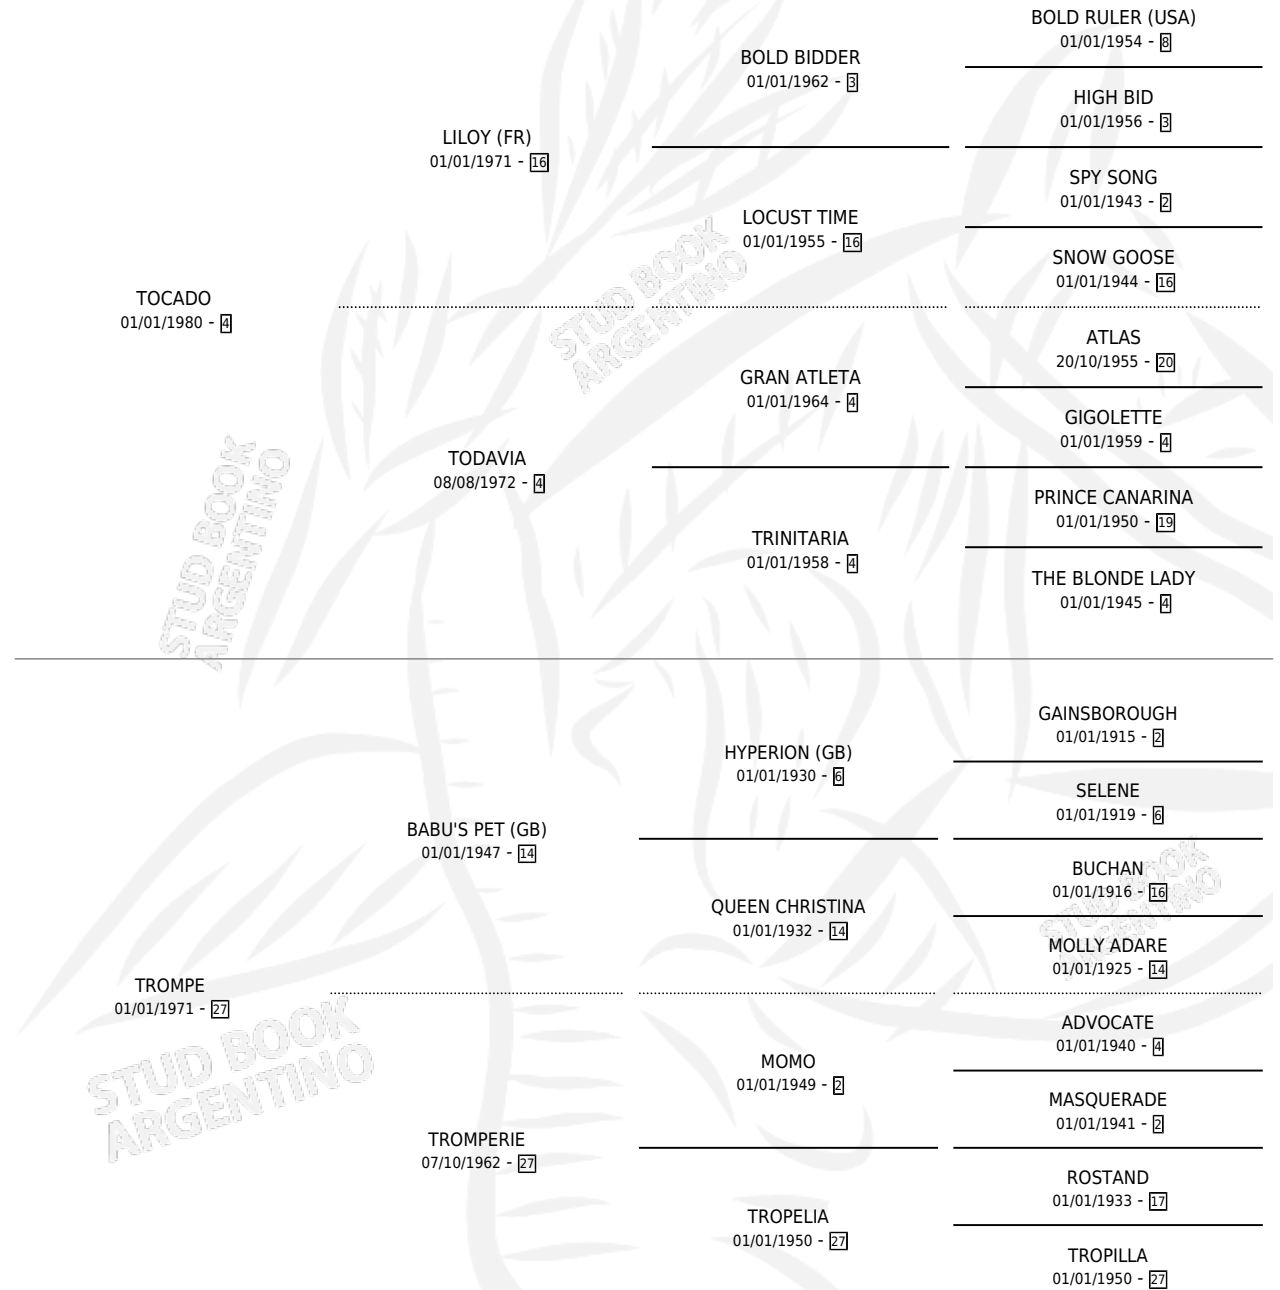 BOLD RULER (USA)
01/01/1954 - 8
BOLD BIDDER
01/01/1962 - 3
HIGH BID
01/01/1956 - 3
LILOY (FR)
01/01/1971 - 16
SPY SONG
01/01/1943 - 2
LOCUST TIME
01/01/1955 - 16
SNOW GOOSE
01/01/1944 - 16
TOCADO
01/01/1980 - 4
ATLAS
20/10/1955 - 20
GRAN ATLETA
01/01/1964 - 4
GIGOLETTE
01/01/1959 - 4
TODAVIA
08/08/1972 - 4
PRINCE CANARINA
01/01/1950 - 19
TRINITARIA
01/01/1958 - 4
THE BLONDE LADY
01/01/1945 - 4
GAINSBOROUGH
01/01/1915 - 2
HYPERION (GB)
01/01/1930 - 6
SELENE
01/01/1919 - 6
BABU'S PET (GB)
01/01/1947 - 14
BUCHAN
01/01/1916 - 16
QUEEN CHRISTINA
01/01/1932 - 14
MOLLY ADARE
01/01/1925 - 14
TROMPE
01/01/1971 - 27
ADVOCATE
01/01/1940 - 4
MOMO
01/01/1949 - 2
MASQUERADE
01/01/1941 - 2
TROMPERIE
07/10/1962 - 27
ROSTAND
01/01/1933 - 17
TROPELIA
01/01/1950 - 27
TROPILLA
01/01/1950 - 27
STUD BOOK
ARGENTINO
STUD BOOK
ARGENTINO
STUD BOOK
ARGENTINO
STUD BOOK
ARGENTINO